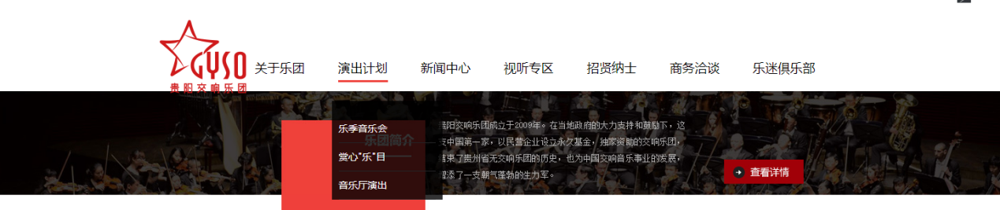 GYSO
贵阳交响乐团
关于乐团 演出计划 新闻中心 视听专区 招贤纳士 商务洽谈 乐迷俱乐部
乐季音乐会
乐团简介
赏心"乐"目
音乐厅演出
阳交响乐团成立于2009年。在当地政府的大力支持和鼓励下，这
中国第一家，以民营企业设立永久基金，独家资助的交响乐团，
结束了贵州省无交响乐团的历史，也为中国交响音乐事业的发展，
增添了一支朝气蓬勃的生力军。
查看详情